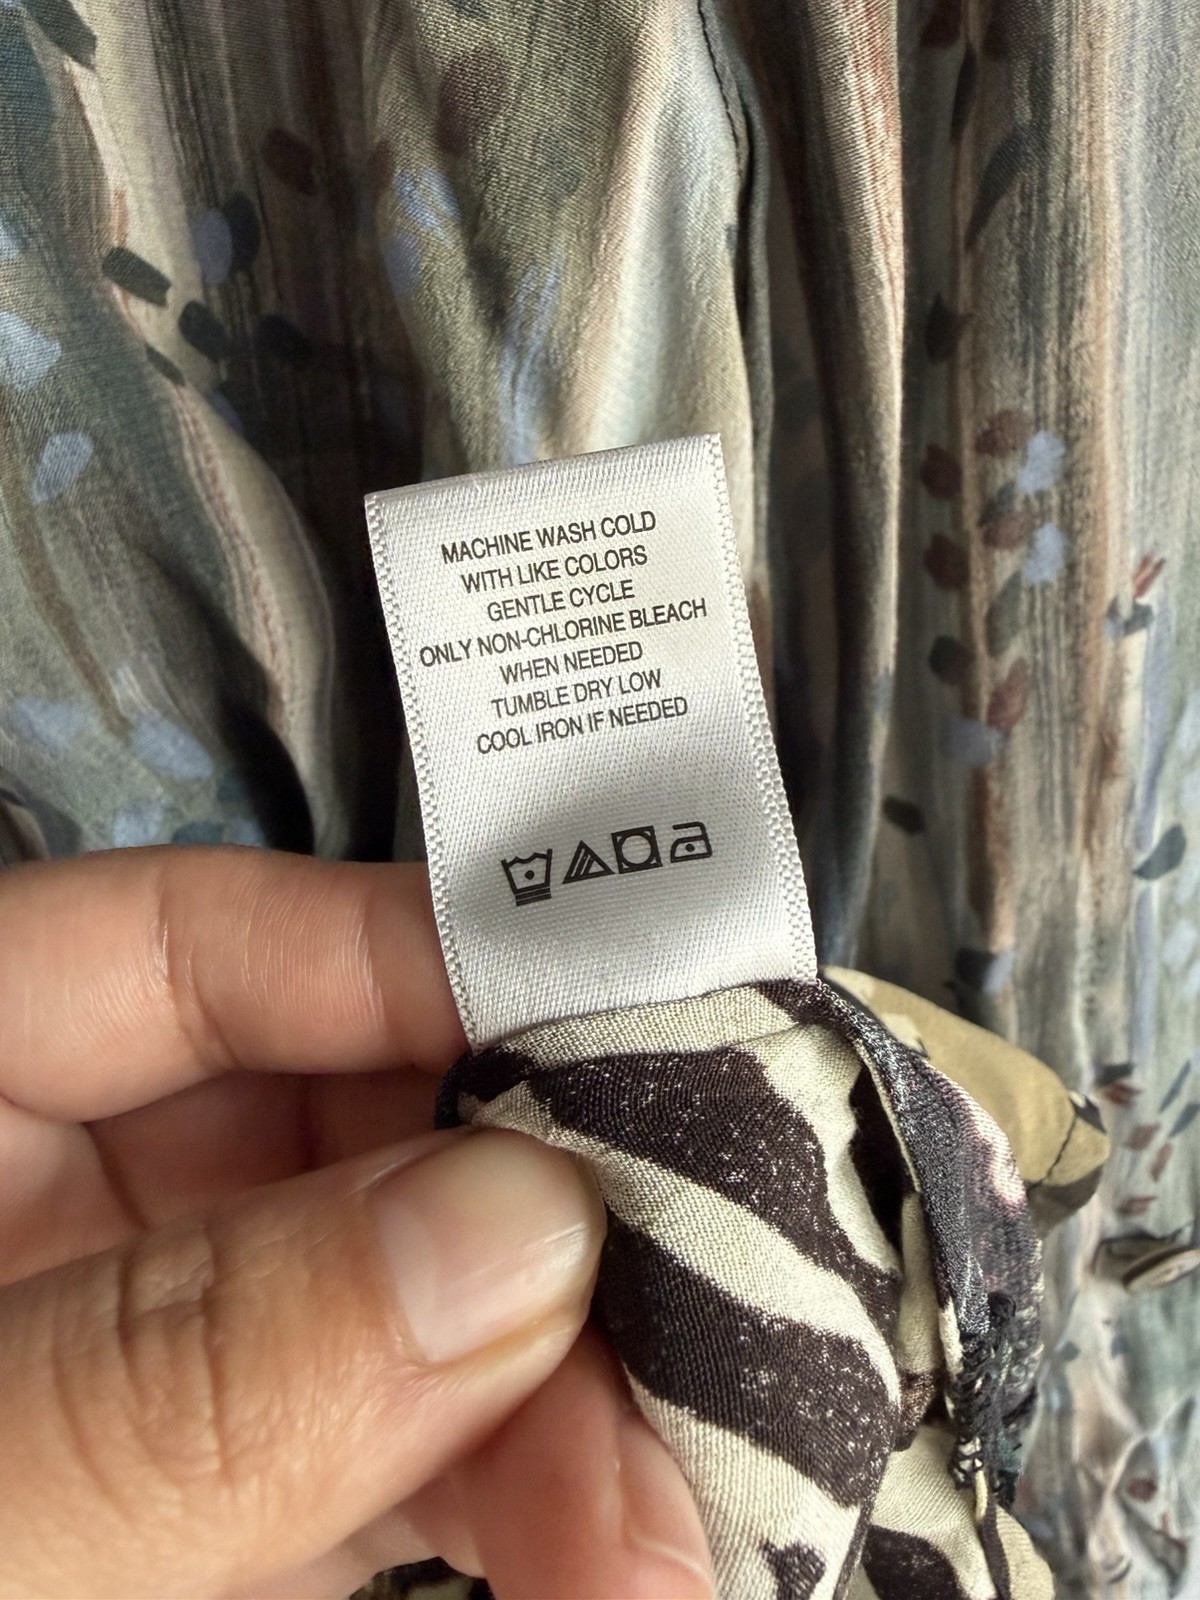 MACHINE WASH COLD
WITH LIKE COLORS
GENTLE CYCLE
ONLY NON-CHLORINE BLEACH
WHEN NEEDED
TUMBLE DRY LOW
COOL IRON IF NEEDED